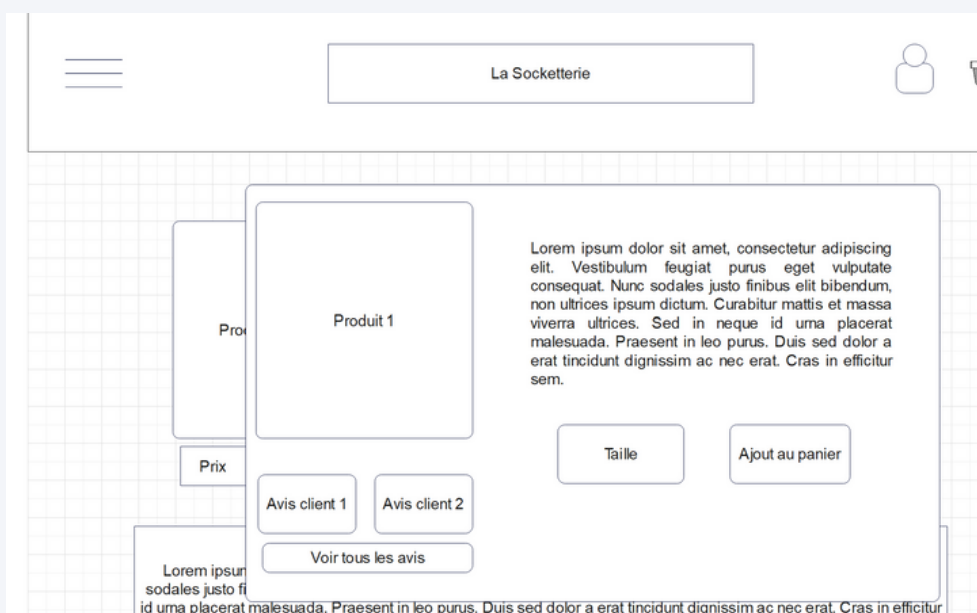 La Socketterie
Lorem ipsum dolor sit amet, consectetur adipiscing
elit. Vestibulum feugiat purus eget vulputate
consequat. Nunc sodales justo finibus elit bibendum,
non ultrices ipsum dictum. Curabitur mattis et massa
viverra ultrices. Sed in neque id urna placerat
malesuada. Praesent in leo purus. Duis sed dolor a
erat tincidunt dignissim ac nec erat. Cras in efficitur
sem.
Produit 1
Taille
Ajout au panier
Prix
Avis client 1
Avis client 2
Voir tous les avis
Lorem
sodales justo
id urna placerat malesuada. Praesent in leo purus. Duis sed dolor a erat tincidunt dignissim ac nec erat. Cras in efficitur